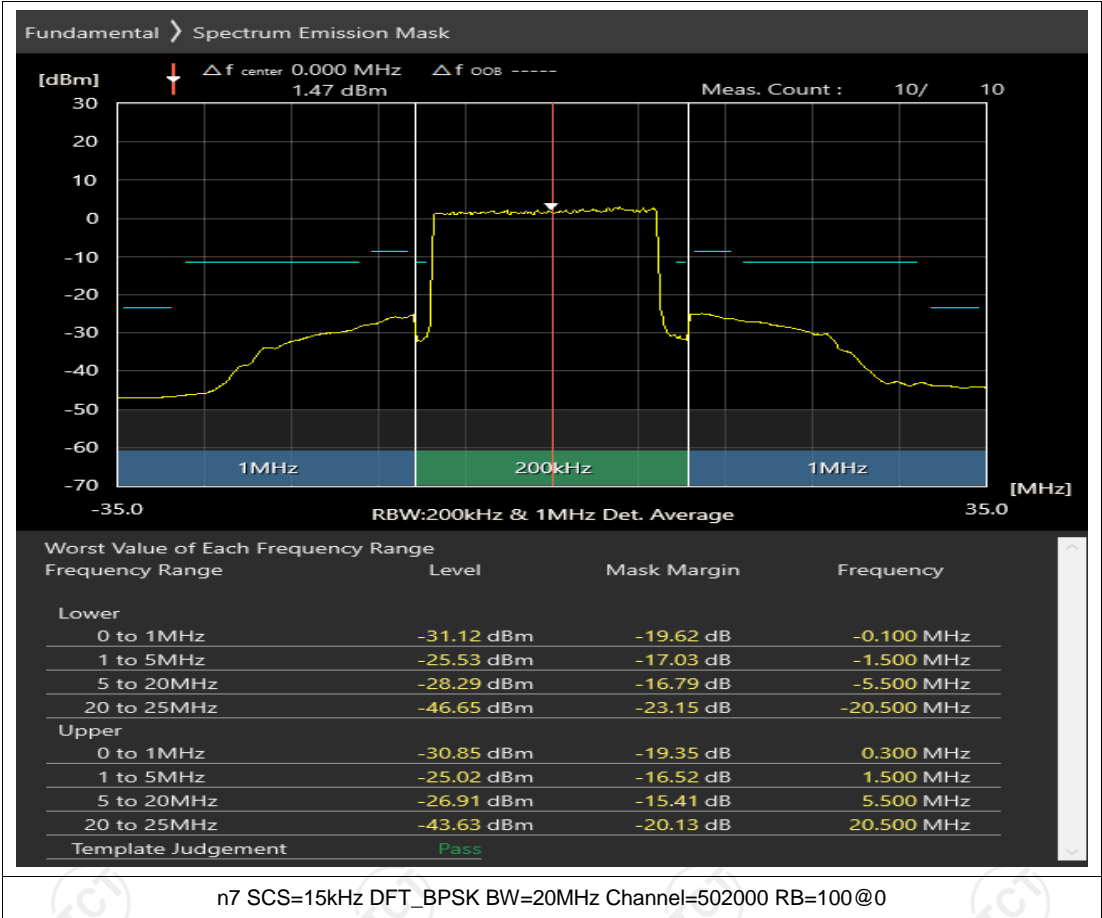 Fundamental ❯ Spectrum Emission Mask
[dBm] △f center 0.000 MHz △f OOB -----
1.47 dBm Meas. Count : 10/ 10
30
20
10
0
-10
-20
-30
-40
-50
-60
-70
1MHz 200kHz 1MHz
[MHz]
-35.0 RBW:200kHz & 1MHz Det. Average 35.0
Worst Value of Each Frequency Range
Frequency Range Level Mask Margin Frequency
Lower
0 to 1MHz -31.12 dBm -19.62 dB -0.100 MHz
1 to 5MHz -25.53 dBm -17.03 dB -1.500 MHz
5 to 20MHz -28.29 dBm -16.79 dB -5.500 MHz
20 to 25MHz -46.65 dBm -23.15 dB -20.500 MHz
Upper
0 to 1MHz -30.85 dBm -19.35 dB 0.300 MHz
1 to 5MHz -25.02 dBm -16.52 dB 1.500 MHz
5 to 20MHz -26.91 dBm -15.41 dB 5.500 MHz
20 to 25MHz -43.63 dBm -20.13 dB 20.500 MHz
Template Judgement Pass
n7 SCS=15kHz DFT_BPSK BW=20MHz Channel=502000 RB=100@0
TCT TCT TCT TCT